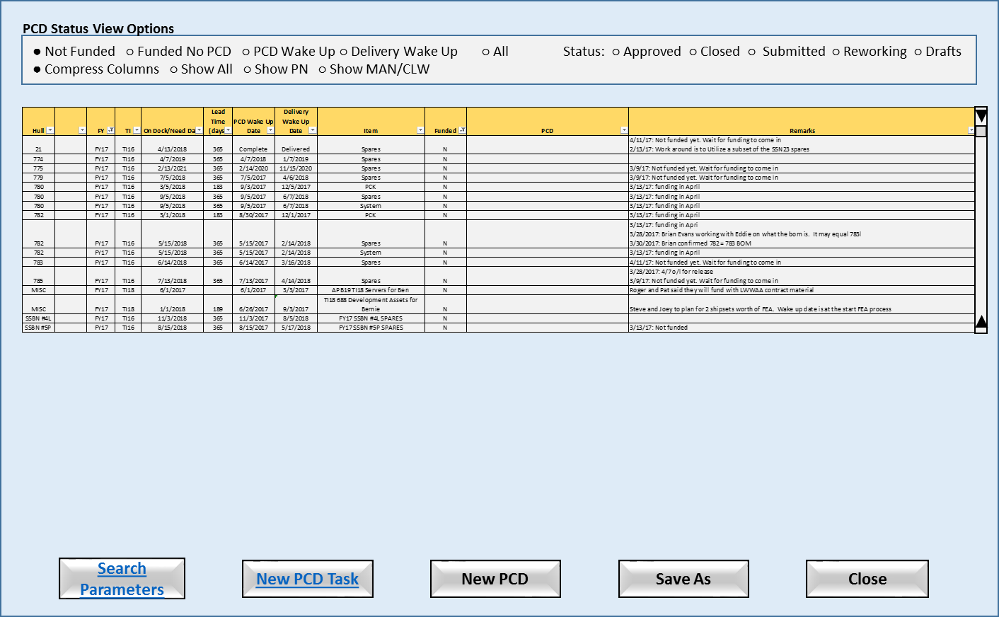 PCD Status View Options
● Not Funded ○ Funded No PCD ○ PCD Wake Up ○ Delivery Wake Up ○ All Status: ○ Approved ○ Closed ○ Submitted ○ Reworking ○ Drafts
● Compress Columns ○ Show All ○ Show PN ○ Show MAN/CLW
Hull FY TI On Dock/Need Da Lead Time (days PCD Wake Up Date Delivery Wake Up Date Item Funded PCD Remarks
4/11/17: Not funded yet. Wait for funding to come in
21 FY17 TI16 4/13/2018 365 Complete Delivered Spares N 2/13/17: Work around is to Utilize a subset of the SSN23 spares
774 FY17 TI16 4/7/2019 365 4/7/2018 1/7/2019 Spares N
775 FY17 TI16 2/13/2021 365 2/14/2020 11/15/2020 Spares N 3/9/17: Not funded yet. Wait for funding to come in
779 FY17 TI16 7/5/2018 365 7/5/2017 4/6/2018 Spares N 3/9/17: Not funded yet. Wait for funding to come in
780 FY17 TI16 3/5/2018 183 9/3/2017 12/5/2017 PCK N 3/13/17: funding in April
780 FY17 TI16 9/5/2018 365 9/5/2017 6/7/2018 Spares N 3/13/17: funding in April
780 FY17 TI16 9/5/2018 365 9/5/2017 6/7/2018 System N 3/13/17: funding in April
782 FY17 TI16 3/1/2018 183 8/30/2017 12/1/2017 PCK N 3/13/17: funding in April
3/13/17: funding in Apri
3/28/2017: Brian Evans working with Eddie on what the bom is. It may equal 783l
782 FY17 TI16 5/15/2018 365 5/15/2017 2/14/2018 Spares N 3/30/2017: Brian confirmed 782 = 783 BOM
782 FY17 TI16 5/15/2018 365 5/15/2017 2/14/2018 System N 3/13/17: funding in April
783 FY17 TI16 6/14/2018 365 6/14/2017 3/16/2018 Spares N 4/11/17: Not funded yet. Wait for funding to come in
3/28/2017: 4/7 o/l for release
785 FY17 TI16 7/13/2018 365 7/13/2017 4/14/2018 Spares N 3/9/17: Not funded yet. Wait for funding to come in
MISC FY17 TI18 6/1/2017 6/1/2017 3/3/2017 APB19 TI18 Servers for Ben N Roger and Pat said they will fund with LWWAA contract material
TI18 688 Development Assets for
MISC FY17 TI18 1/1/2018 189 6/26/2017 9/3/2017 Bernie N Steve and Joey to plan for 2 shipsets worth of FEA. Wake up date is at the start FEA process
SSBN #4L FY17 TI16 11/3/2018 365 11/3/2017 8/5/2018 FY17 SSBN #4L SPARES N
SSBN #5P FY17 TI16 8/15/2018 365 8/15/2017 5/17/2018 FY17 SSBN #5P SPARES N 3/13/17: Not funded
Search Parameters
New PCD Task
New PCD
Save As
Close